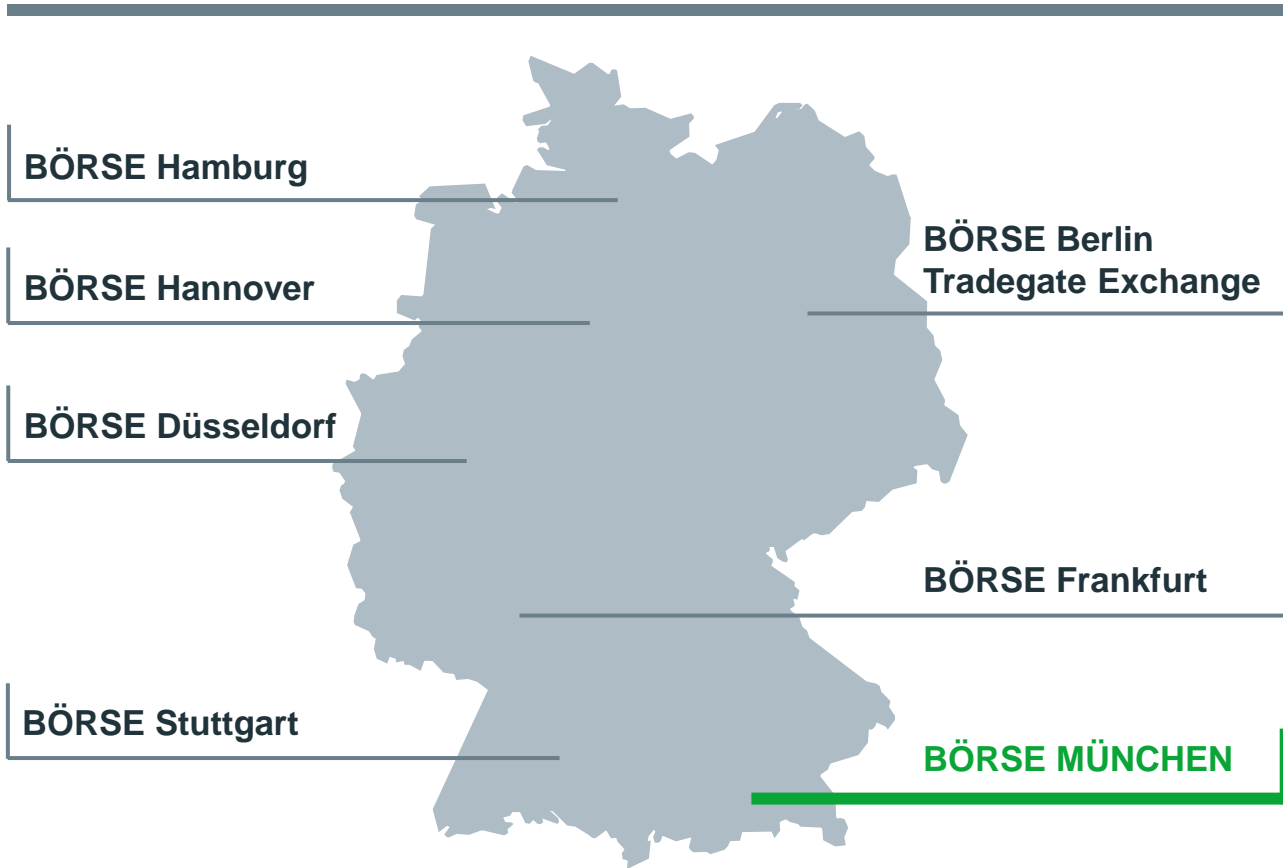 BÖRSE Hamburg
BÖRSE Hannover
BÖRSE Düsseldorf
BÖRSE Stuttgart
BÖRSE Berlin
Tradegate Exchange
BÖRSE Frankfurt
BÖRSE MÜNCHEN